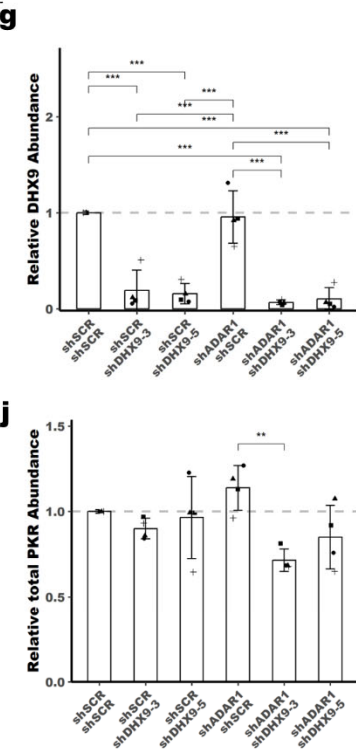 g
Relative DHX9 Abundance
2
1
0
***
***
***
***
***
***
***
***
shSCR shSCR
shSCR shDHX9-3
shSCR shDHX9-5
shADAR1 shSCR
shADAR1 shDHX9-3
shADAR1 shDHX9-5
j
Relative total PKR Abundance
1.5
1.0
0.5
0.0
**
shSCR shSCR
shSCR shDHX9-3
shSCR shDHX9-5
shADAR1 shSCR
shADAR1 shDHX9-3
shADAR1 shDHX9-5